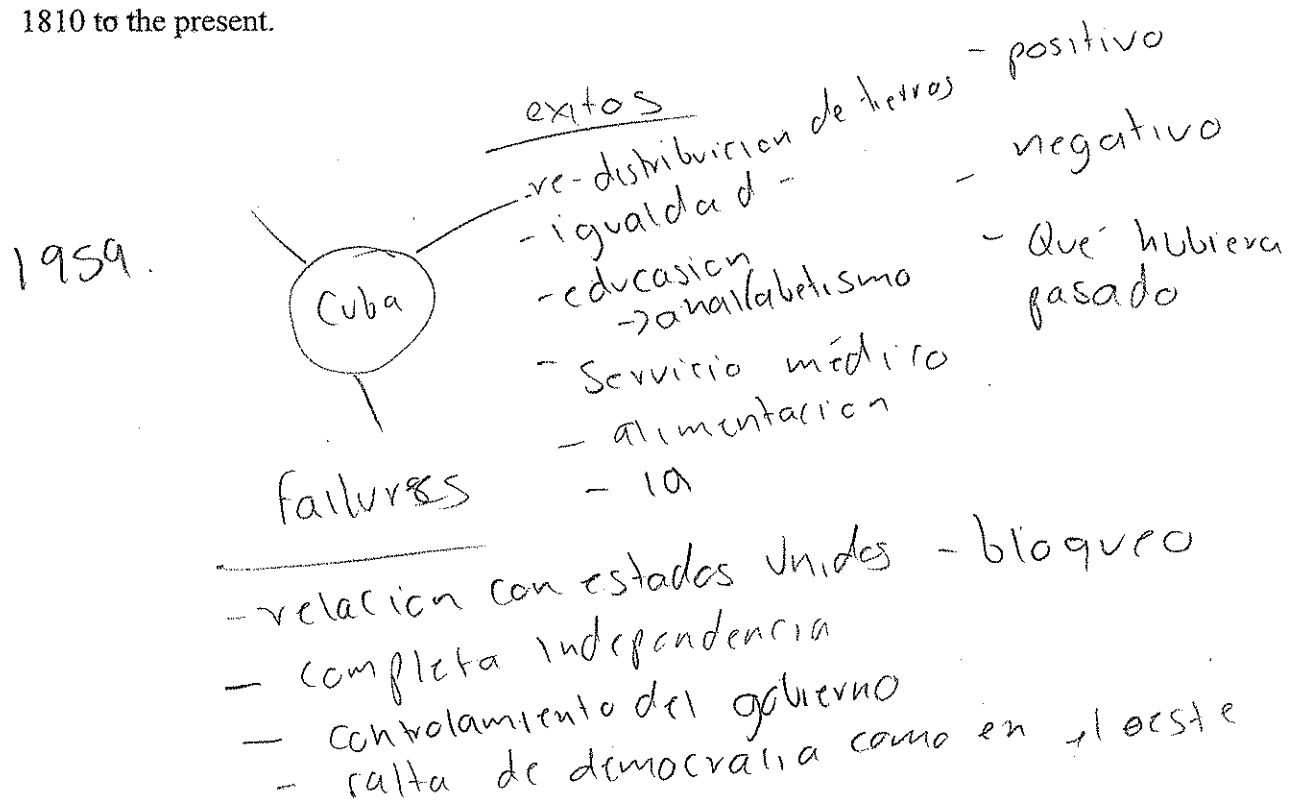 1810 to the present.
exitos
- re-distribuicion de tierras
- igualdad -
- educasion
-> analfabetismo
- Servicio médico
- alimentacion
- la
- positivo
- negativo
- Que hubiera
pasado
1959.
Cuba
failures
- relacion con estados Unidos - bloqueo
- completa independencia
- controlamiento del gobierno
- falta de democracia como en el oeste